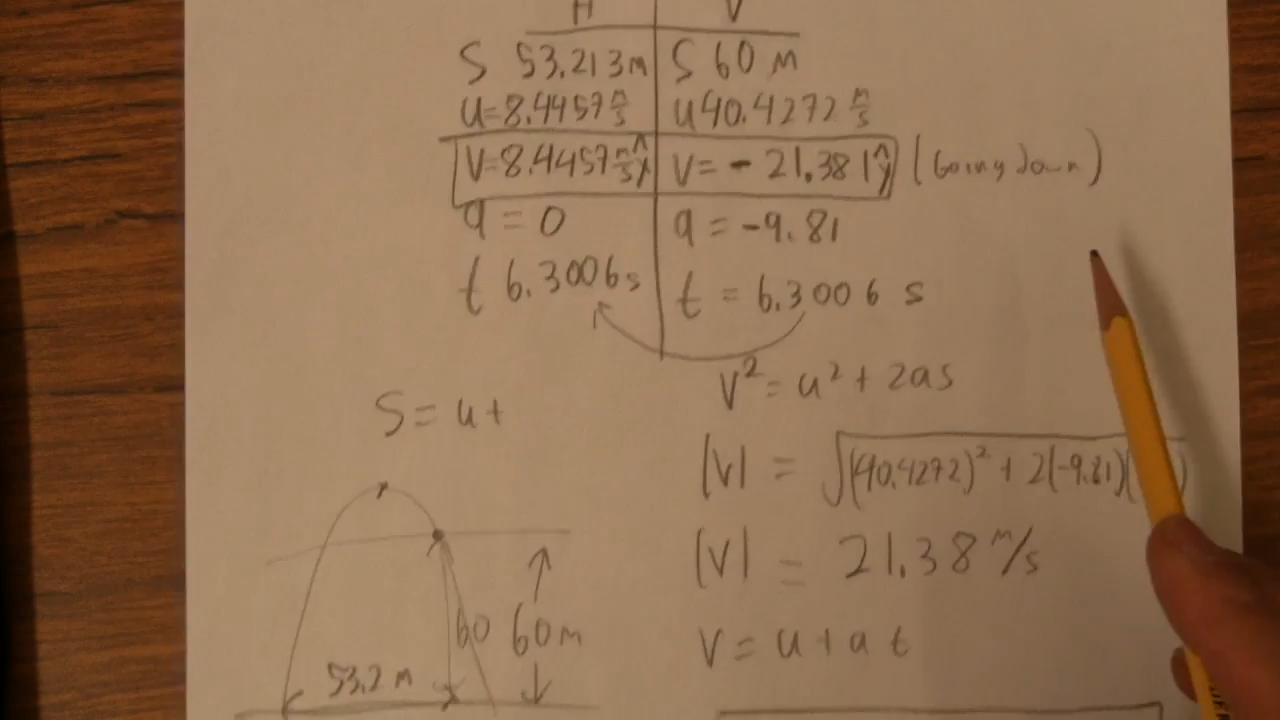 H V
S 53.213m S 60 m
u=8.4457 m/s u 40.4272 m/s
V=8.4457 m/s V= - 21.381 (Going down)
a = 0 a = -9.81
t 6.3006s t = 6.3006 s
V² = u² + 2as
S = ut
|V| = √(40.4272)² + 2(-9.81)(
|V| = 21.38 m/s
60 60m
V = u + a t
53.2 m